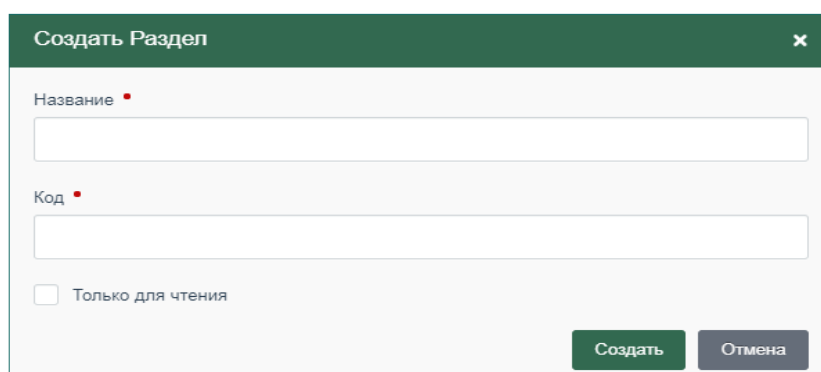 Создать Раздел
Название
Код
Только для чтения
Создать Отмена